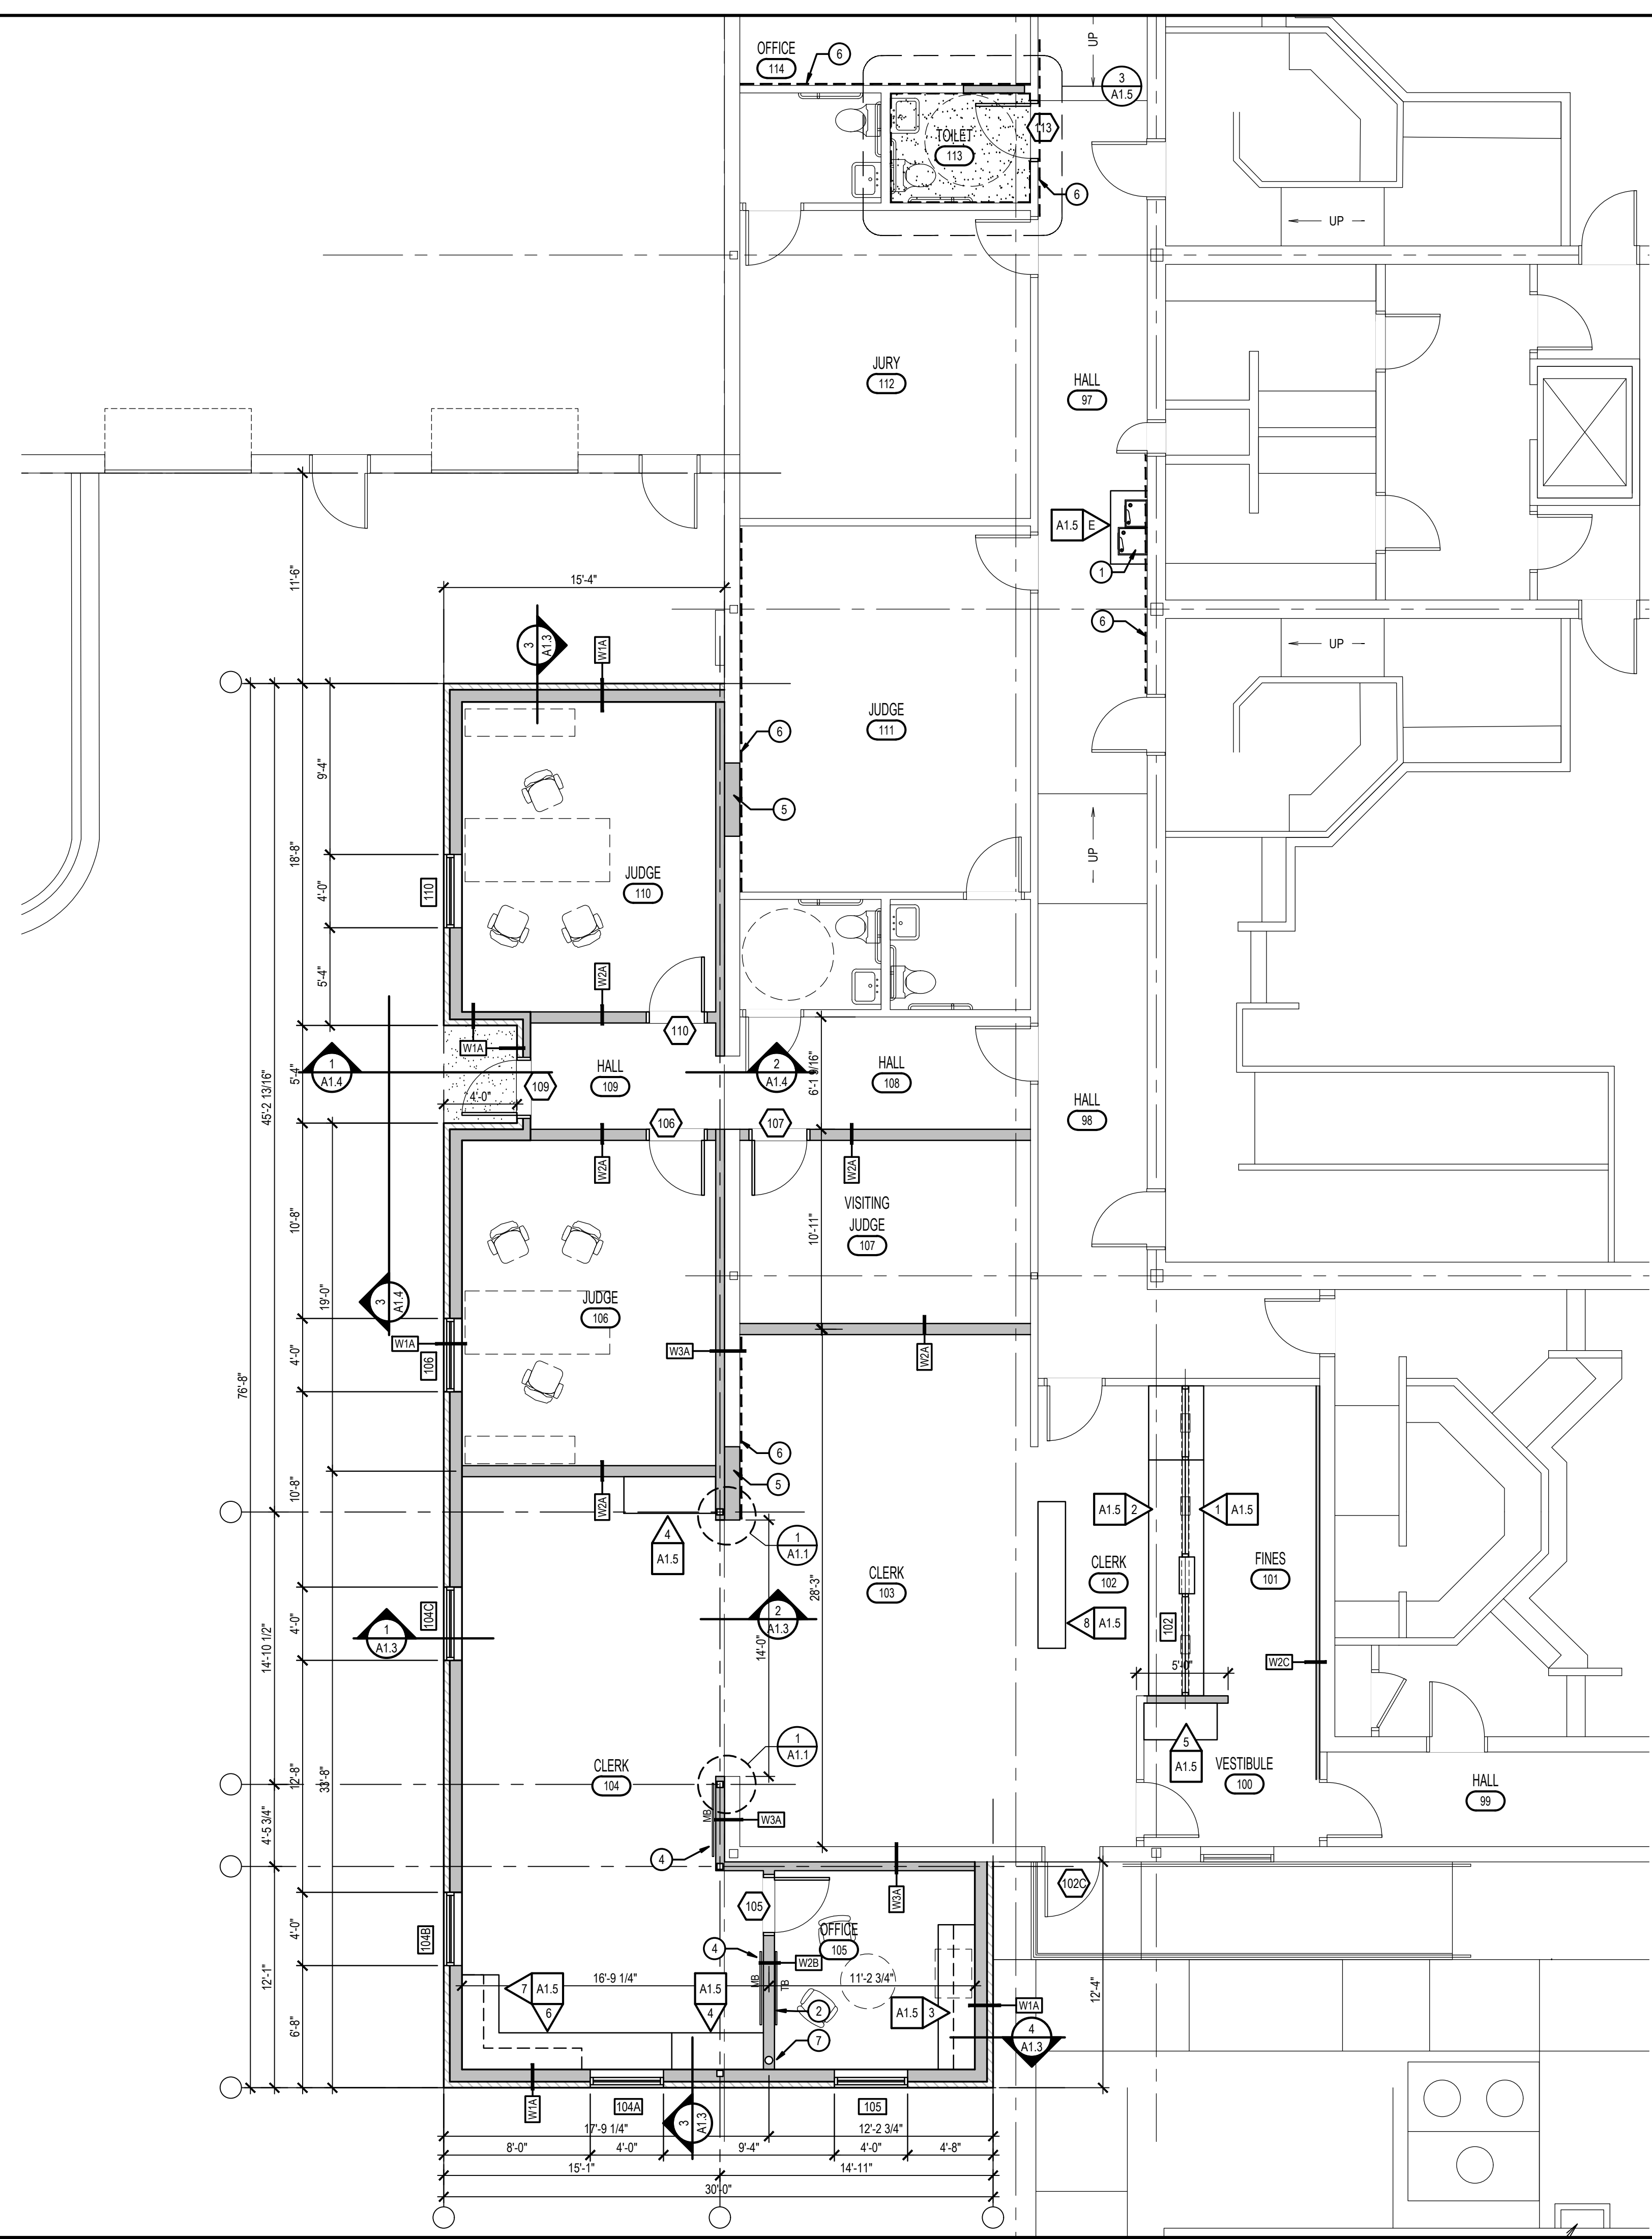 OFFICE
114
6
UP
3
A1.5
TOILET
113
113
6
UP
JURY
112
HALL
97
A1.5 E
1
11'-6"
15'-4"
6
UP
3
A1.3
W1A
JUDGE
111
6
9'-4"
5
18'-8"
UP
JUDGE
110
110
4'-0"
5'-4"
W2A
110
W1A
1
A1.4
5'-4"
4'-0"
109
HALL
109
2
A1.4
6'-1 9/16"
HALL
108
HALL
98
45'-2 13/16"
106
107
W2A
W2A
10'-8"
VISITING
JUDGE
107
10'-11"
19'-0"
3
A1.4
JUDGE
106
W1A
106
4'-0"
W3A
W2A
76'-8"
6
5
10'-8"
W2A
4
A1.5
1
A1.1
A1.5 2
1 A1.5
CLERK
103
CLERK
102
FINES
101
28'-3"
104C
4'-0"
1
A1.3
2
A1.3
14'-0"
8 A1.5
102
14'-10 1/2"
W2C
5'-0"
1
A1.1
5
A1.5
CLERK
104
VESTIBULE
100
HALL
99
12'-8"
33'-8"
MB
W3A
4'-5 3/4"
4
102C
W3A
105
OFFICE
105
104B
4'-0"
4
W2B
MB
TB
12'-1"
16'-9 1/4"
11'-2 3/4"
7 A1.5
6
A1.5
4
2
A1.5 3
W1A
12'-4"
6'-8"
7
4
A1.3
W1A
104A
105
3
A1.3
17'-9 1/4"
12'-2 3/4"
8'-0"
4'-0"
9'-4"
4'-0"
4'-8"
15'-1"
14'-11"
30'-0"